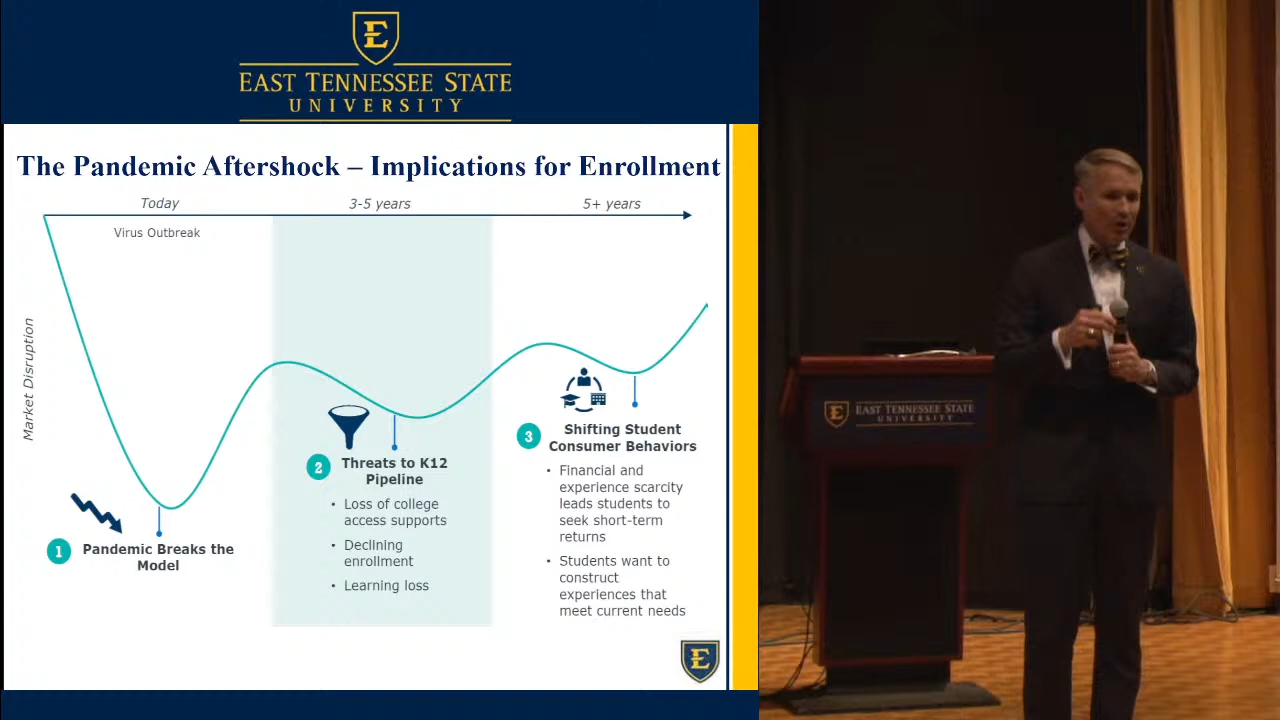 E
EAST TENNESSEE STATE
UNIVERSITY
The Pandemic Aftershock – Implications for Enrollment
Today
3-5 years
5+ years
Virus Outbreak
Market Disruption
1
Pandemic Breaks the
Model
2
Threats to K12
Pipeline
• Loss of college
access supports
• Declining
enrollment
• Learning loss
3
Shifting Student
Consumer Behaviors
• Financial and
experience scarcity
leads students to
seek short-term
returns
• Students want to
construct
experiences that
meet current needs
E
E
EAST TENNESSEE STATE
UNIVERSITY